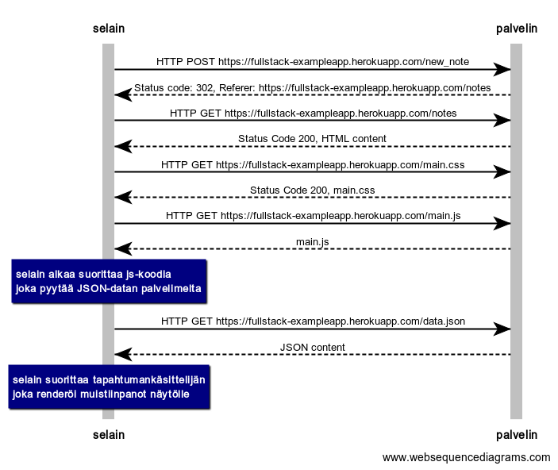 selain palvelin
HTTP POST https://fullstack-exampleapp.herokuapp.com/new_note
Status code: 302, Referer: https://fullstack-exampleapp.herokuapp.com/notes
HTTP GET https://fullstack-exampleapp.herokuapp.com/notes
Status Code 200, HTML content
HTTP GET https://fullstack-exampleapp.herokuapp.com/main.css
Status Code 200, main.css
HTTP GET https://fullstack-exampleapp.herokuapp.com/main.js
main.js
selain alkaa suorittaa js-koodia
joka pyytää JSON-datan palvelimelta
HTTP GET https://fullstack-exampleapp.herokuapp.com/data.json
JSON content
selain suorittaa tapahtumankäsittelijän
joka renderöi muistiinpanot näytölle
selain palvelin
www.websequencediagrams.com